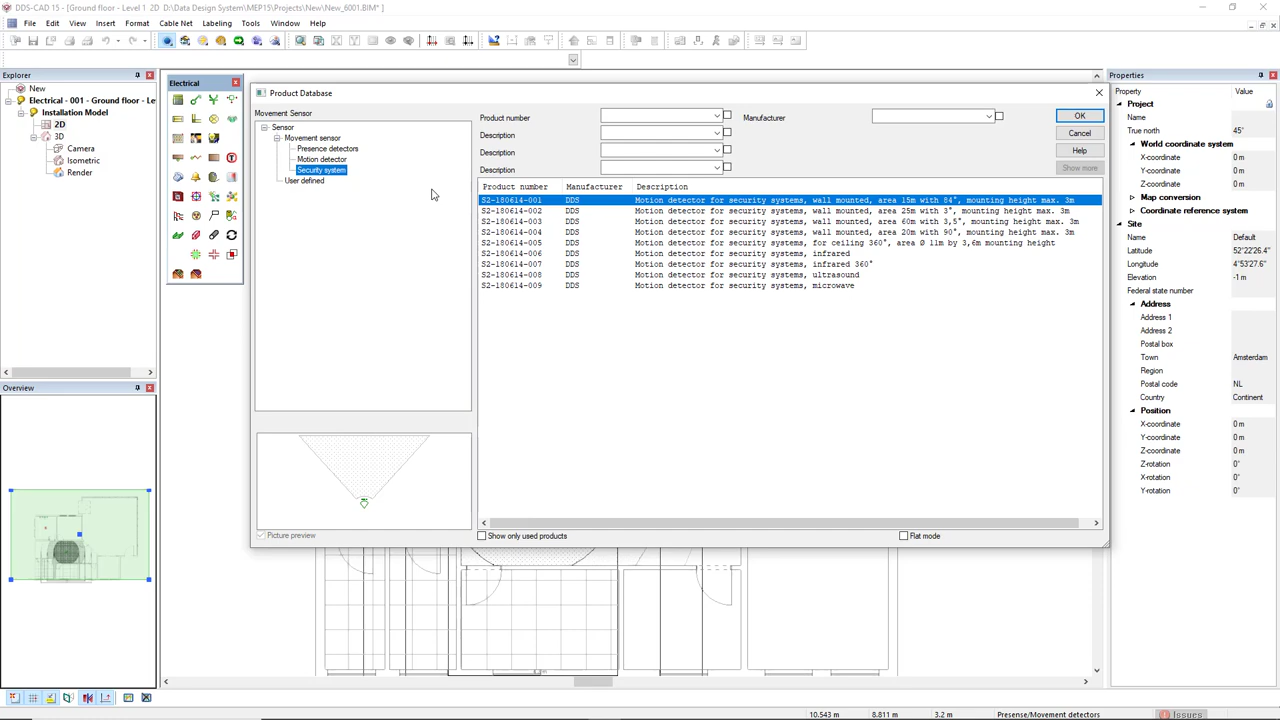 DDS-CAD 15 - [Ground floor - Level 1 2D D:\Data Design System\MEP15\Projects\New\New_6001.BIM* ]
File Edit View Insert Format Cable Net Labeling Tools Window Help
Explorer
New
Electrical - 001 - Ground floor - Le
Installation Model
2D
3D
Camera
Isometric
Render
Overview
Electrical
Product Database
Movement Sensor
Sensor
Movement sensor
Presence detectors
Motion detector
Security system
User defined
Picture preview
Product number
Description
Description
Description
Manufacturer
OK
Cancel
Help
Show more
Product number Manufacturer Description
S2-180614-001 DDS Motion detector for security systems, wall mounted, area 15m with 84°, mounting height max. 3m
S2-180614-002 DDS Motion detector for security systems, wall mounted, area 25m with 3°, mounting height max. 3m
S2-180614-003 DDS Motion detector for security systems, wall mounted, area 60m with 3,5°, mounting height max. 3m
S2-180614-004 DDS Motion detector for security systems, wall mounted, area 20m with 90°, mounting height max. 3m
S2-180614-005 DDS Motion detector for security systems, for ceiling 360°, area Ø 11m by 3,6m mounting height
S2-180614-006 DDS Motion detector for security systems, infrared
S2-180614-007 DDS Motion detector for security systems, infrared 360°
S2-180614-008 DDS Motion detector for security systems, ultrasound
S2-180614-009 DDS Motion detector for security systems, microwave
Show only used products
Flat mode
Properties
Property Value
Project
Name
True north 45°
World coordinate system
X-coordinate 0 m
Y-coordinate 0 m
Z-coordinate 0 m
Map conversion
Coordinate reference system
Site
Name Default
Latitude 52°22'26.4"
Longitude 4°53'27.6"
Elevation -1 m
Federal state number
Address
Address 1
Address 2
Postal box
Town Amsterdam
Region
Postal code NL
Country Continent
Position
X-coordinate 0 m
Y-coordinate 0 m
Z-coordinate 0 m
Z-rotation 0°
X-rotation 0°
Y-rotation 0°
10.543 m 8.811 m 3.2 m Presense/Movement detectors Issues